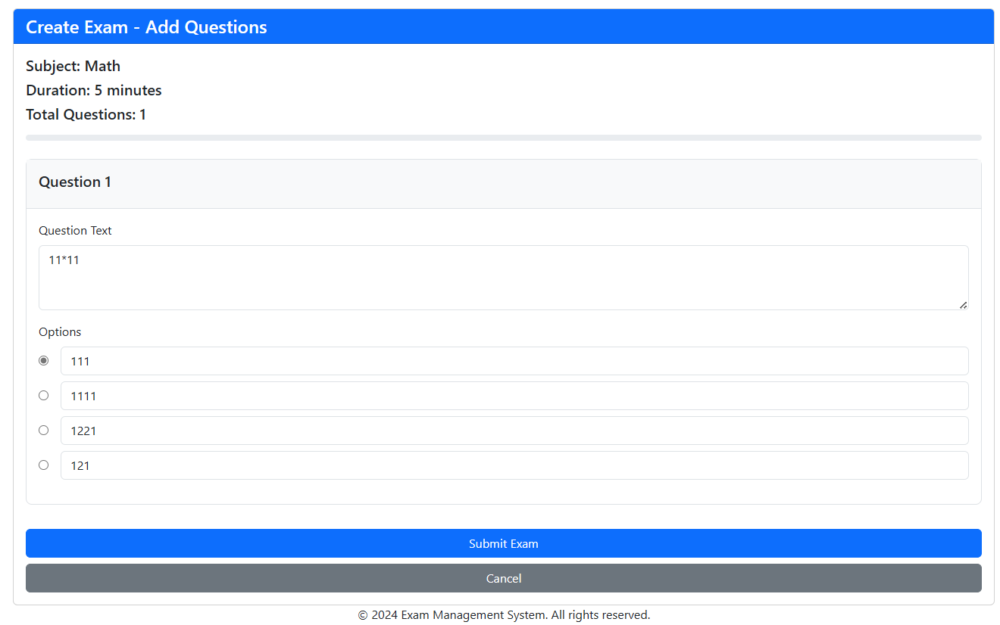 Create Exam - Add Questions
Subject: Math
Duration: 5 minutes
Total Questions: 1
Question 1
Question Text
11*11
Options
111
1111
1221
121
Submit Exam
Cancel
© 2024 Exam Management System. All rights reserved.